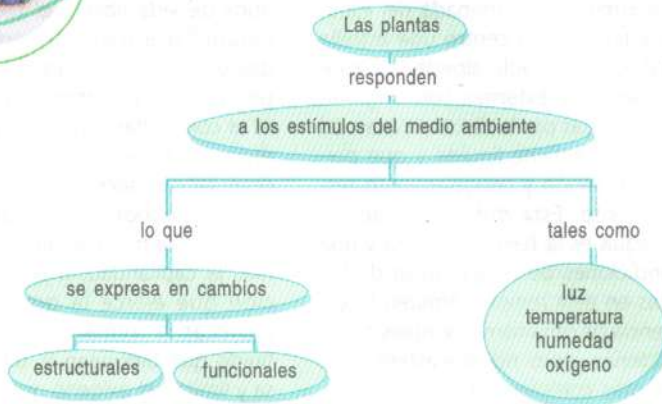 Las plantas
responden
a los estímulos del medio ambiente
lo que
tales como
se expresa en cambios
luz
temperatura
humedad
oxígeno
estructurales
funcionales